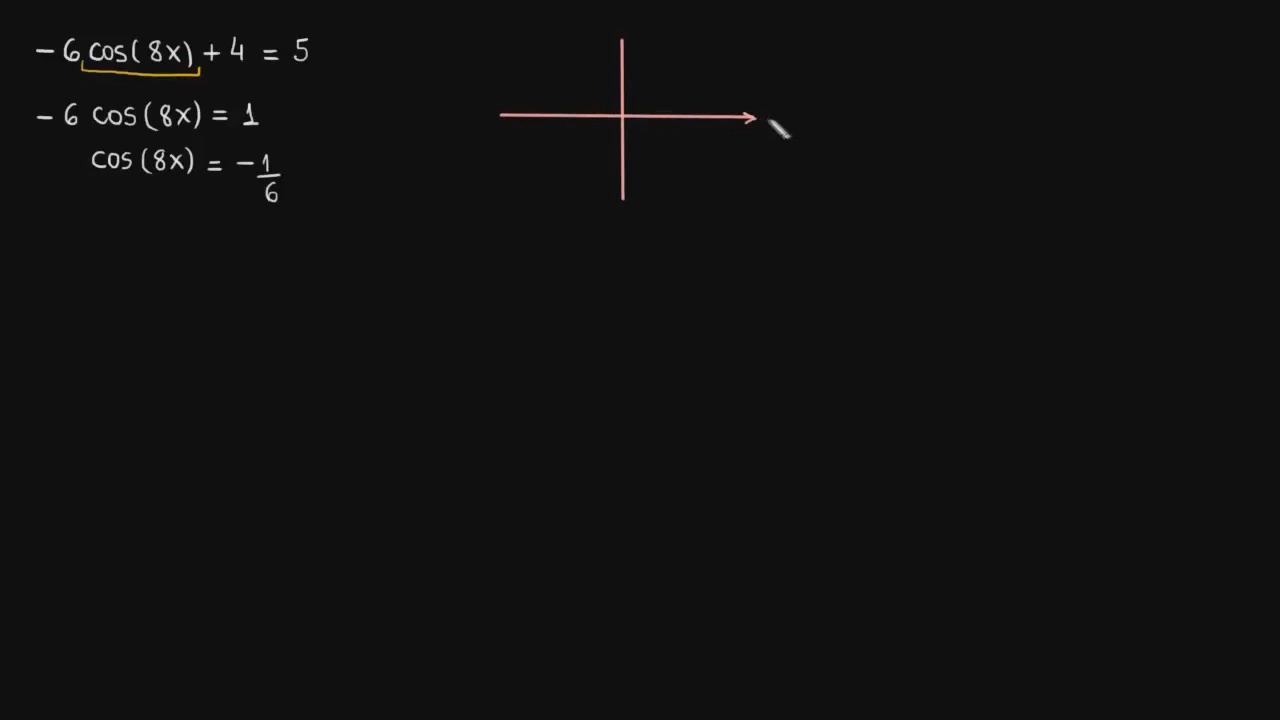 -6 cos(8x) + 4 = 5
-6 cos(8x) = 1
cos(8x) = -1/6